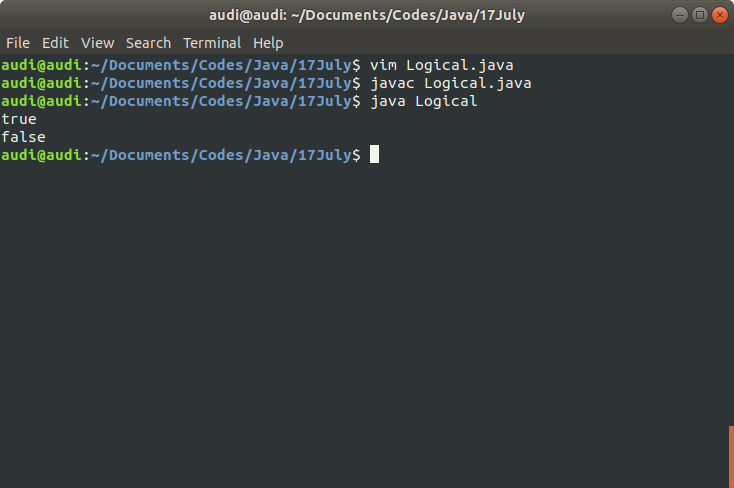 audi@audi: ~/Documents/Codes/Java/17July
File Edit View Search Terminal Help
audi@audi:~/Documents/Codes/Java/17July$ vim Logical.java
audi@audi:~/Documents/Codes/Java/17July$ javac Logical.java
audi@audi:~/Documents/Codes/Java/17July$ java Logical
true
false
audi@audi:~/Documents/Codes/Java/17July$